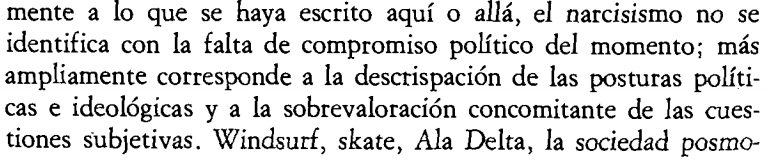 mente a lo que se haya escrito aquí o allá, el narcisismo no se
identifica con la falta de compromiso político del momento; más
ampliamente corresponde a la descrispación de las posturas políti-
cas e ideológicas y a la sobrevaloración concomitante de las cues-
tiones subjetivas. Windsurf, skate, Ala Delta, la sociedad posmo-